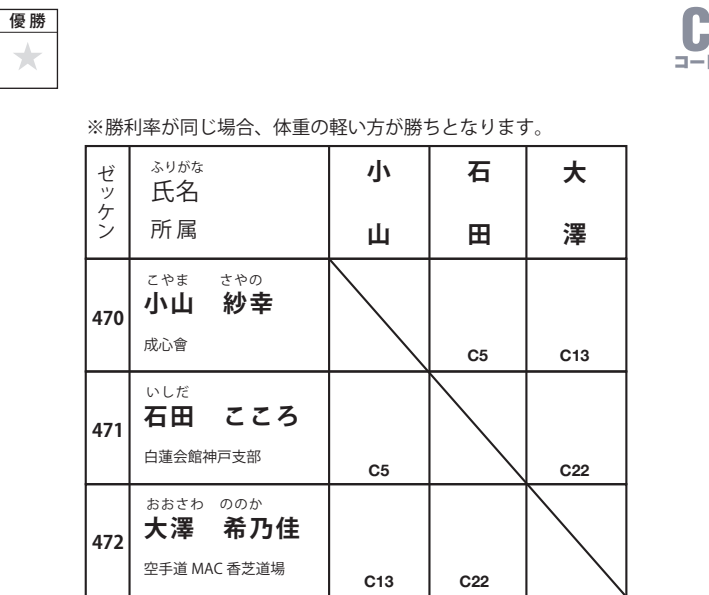 優勝
★
C
コー
※勝利率が同じ場合、体重の軽い方が勝ちとなります。
ゼッケン
ふりがな
氏名
所属
小山
石田
大澤
470
こやま さやの
小山 紗幸
成心會
C5
C13
471
いしだ
石田 こころ
白蓮会館神戸支部
C5
C22
472
おおさわ ののか
大澤 希乃佳
空手道 MAC 香芝道場
C13
C22